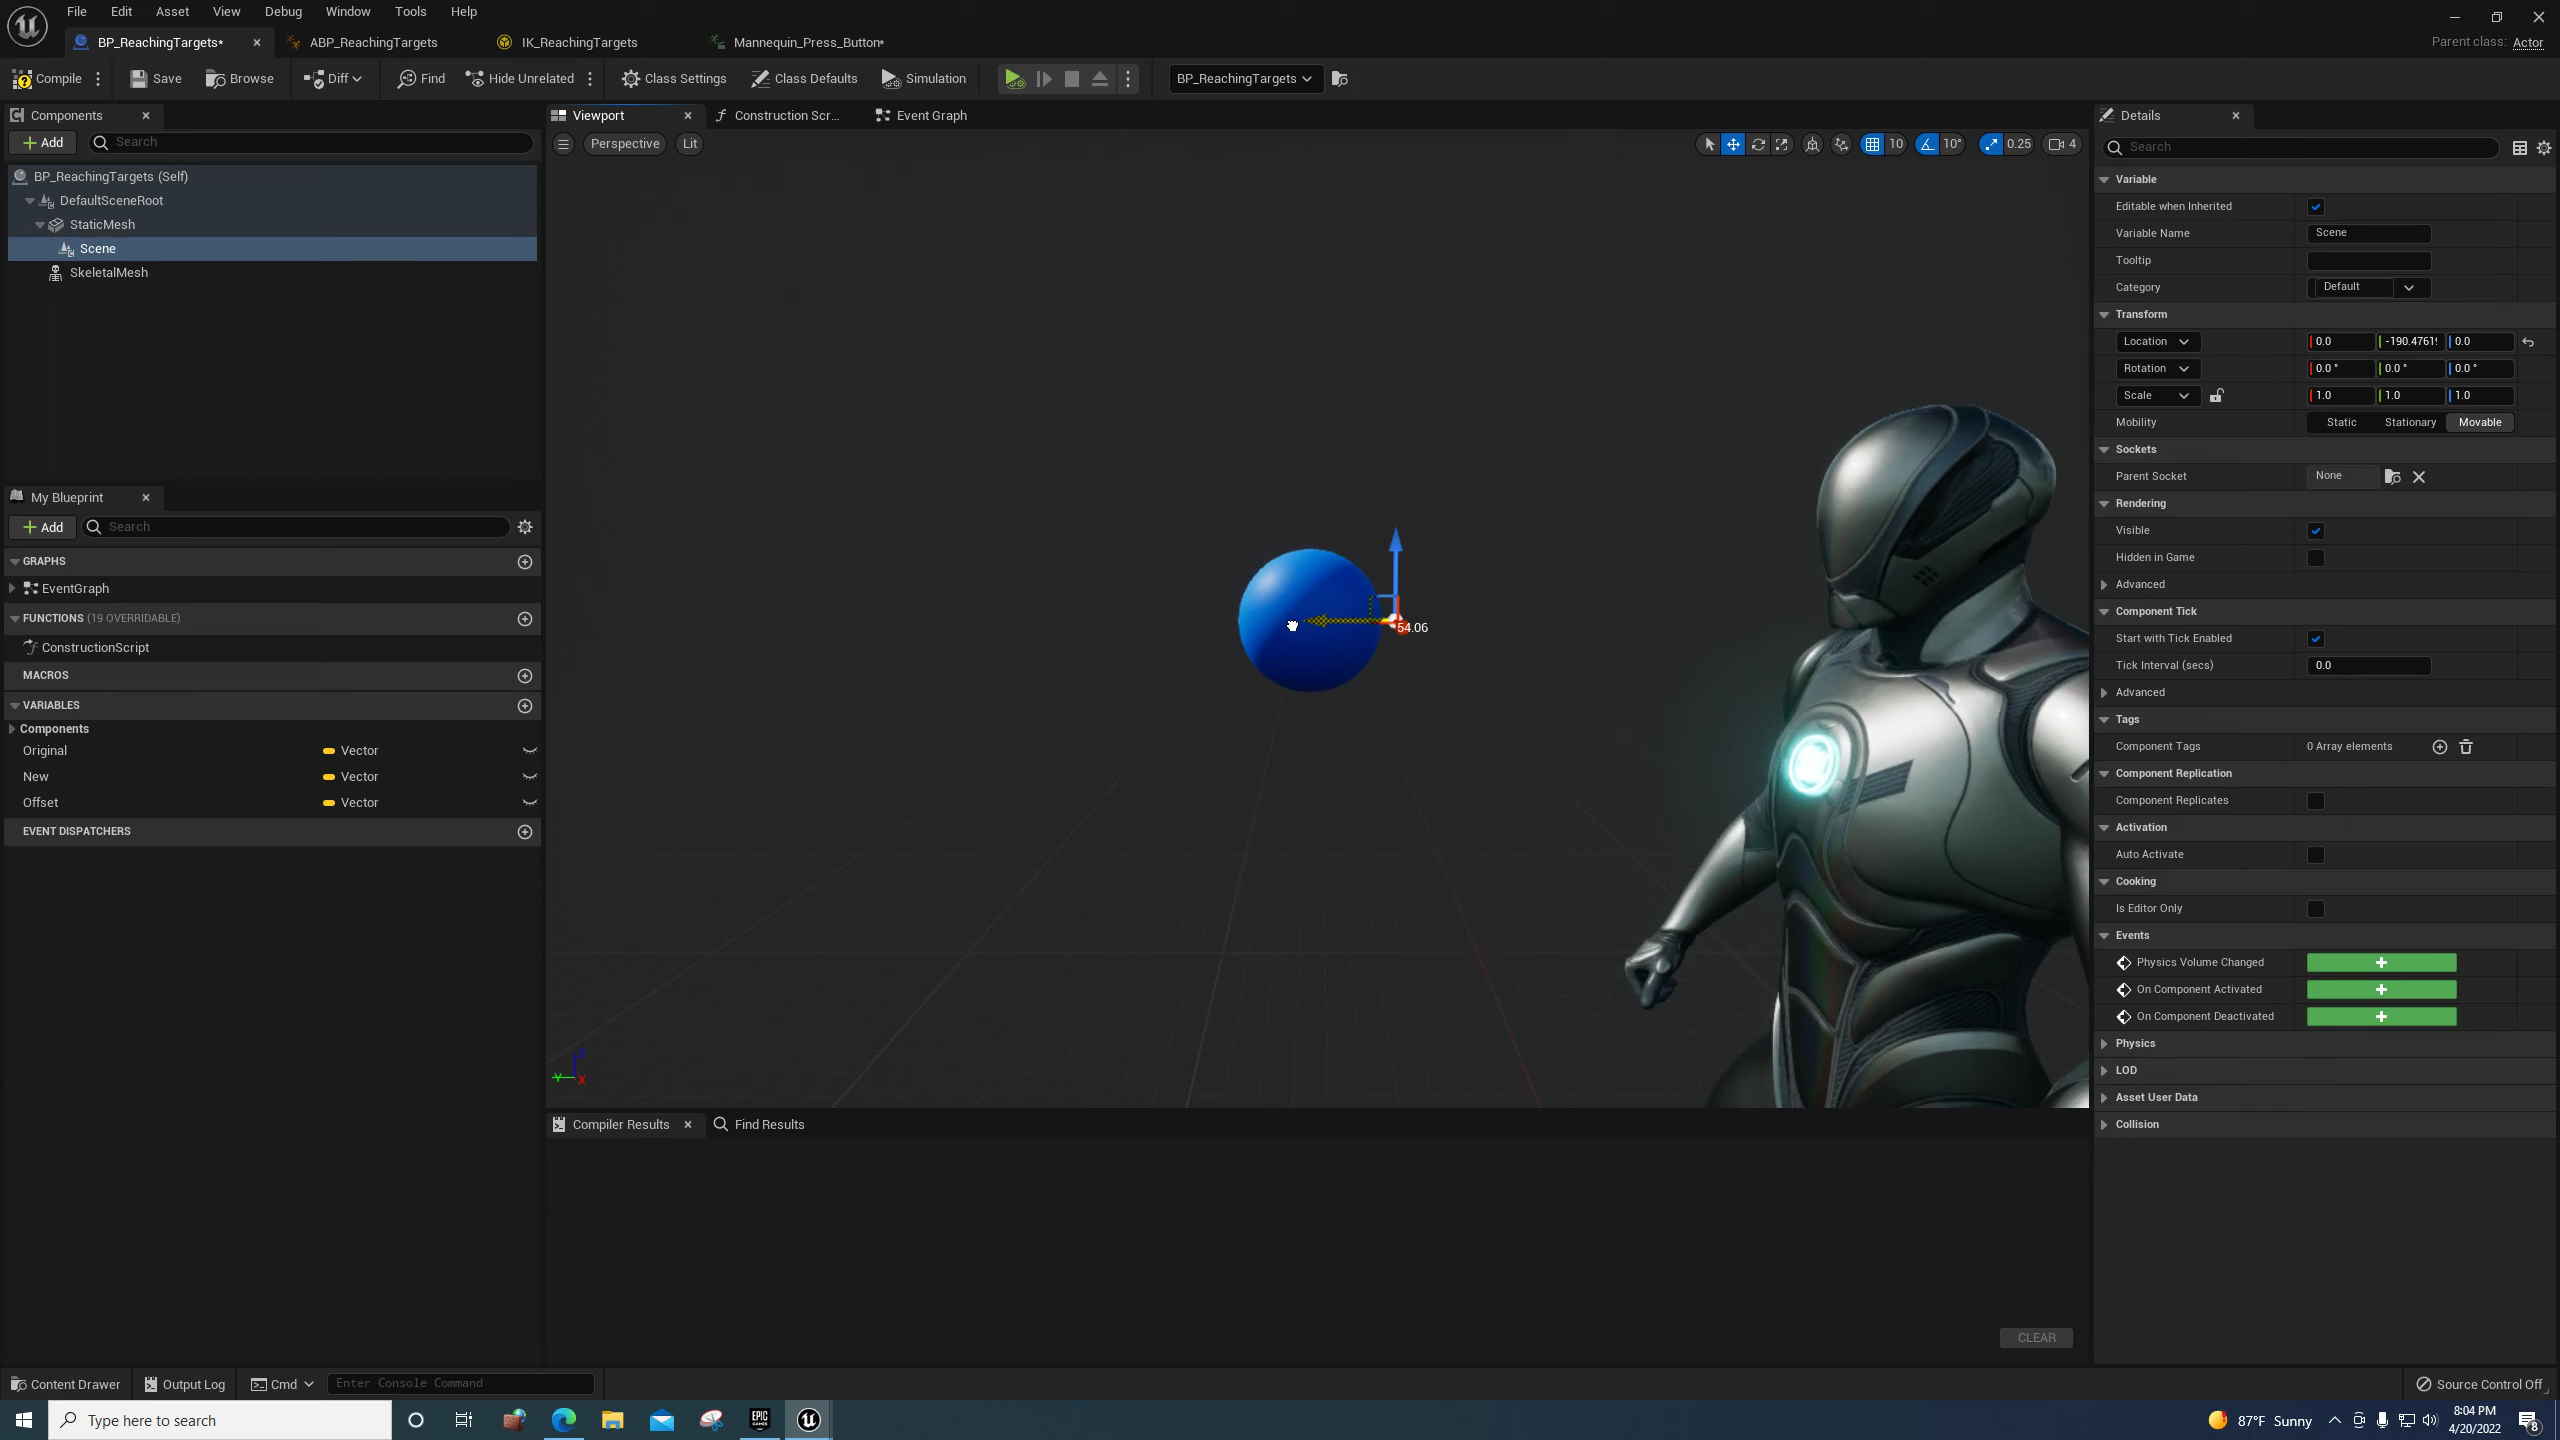 File Edit Asset View Debug Window Tools Help
BP_ReachingTargets* ABP_ReachingTargets IK_ReachingTargets Mannequin_Press_Button* Parent class: Actor
Compile Save Browse Diff Find Hide Unrelated Class Settings Class Defaults Simulation BP_ReachingTargets
Components
Add Search
BP_ReachingTargets (Self)
DefaultSceneRoot
StaticMesh
Scene
SkeletalMesh
My Blueprint
Add Search
GRAPHS
EventGraph
FUNCTIONS (19 OVERRIDABLE)
ConstructionScript
MACROS
VARIABLES
Components
Original Vector
New Vector
Offset Vector
EVENT DISPATCHERS
Viewport Construction Scr... Event Graph
Perspective Lit 10 10° 0.25 4
54.06
Z
Y X
Compiler Results Find Results
CLEAR
Details
Search
Variable
Editable when Inherited
Variable Name Scene
Tooltip
Category Default
Transform
Location 0.0 -190.4761 0.0
Rotation 0.0 ° 0.0 ° 0.0 °
Scale 1.0 1.0 1.0
Mobility Static Stationary Movable
Sockets
Parent Socket None
Rendering
Visible
Hidden in Game
Advanced
Component Tick
Start with Tick Enabled
Tick Interval (secs) 0.0
Advanced
Tags
Component Tags 0 Array elements
Component Replication
Component Replicates
Activation
Auto Activate
Cooking
Is Editor Only
Events
Physics Volume Changed
On Component Activated
On Component Deactivated
Physics
LOD
Asset User Data
Collision
Content Drawer Output Log Cmd Enter Console Command Source Control Off
Type here to search EPIC GAMES 87°F Sunny 8:04 PM
4/20/2022 8